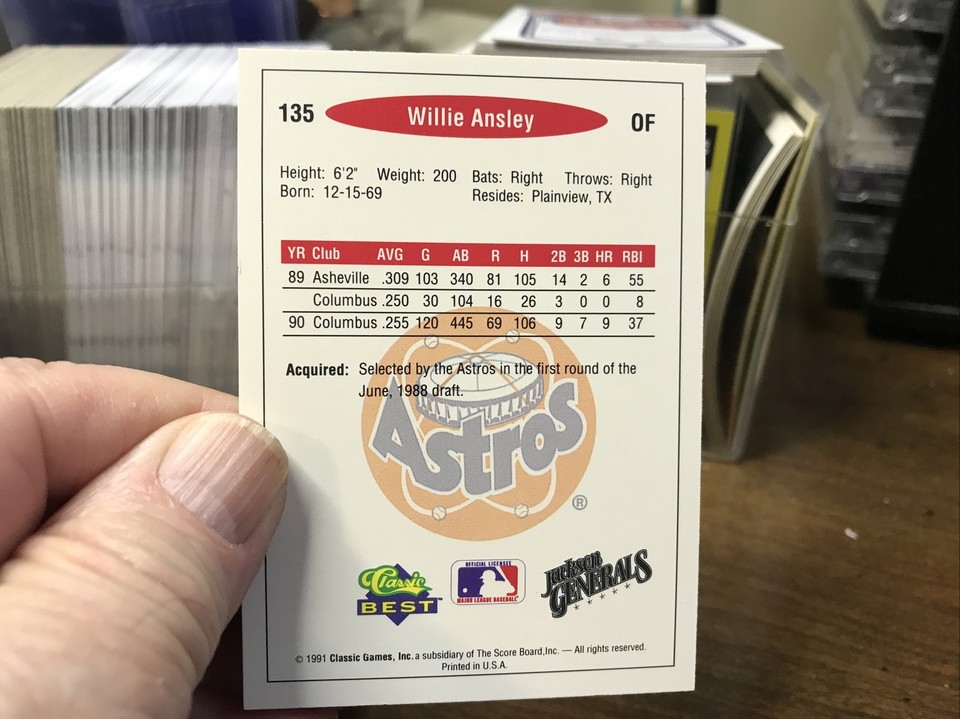 135 Willie Ansley OF
Height: 6'2" Weight: 200 Bats: Right Throws: Right
Born: 12-15-69 Resides: Plainview, TX
YR Club AVG G AB R H 2B 3B HR RBI
89 Asheville .309 103 340 81 105 14 2 6 55
Columbus .250 30 104 16 26 3 0 0 8
90 Columbus .255 120 445 69 106 9 7 9 37
Acquired: Selected by the Astros in the first round of the
June, 1988 draft.
Astros
®
Classic
BEST
OFFICIAL LICENSEE
MAJOR LEAGUE BASEBALL
Jackson
GENERALS
© 1991 Classic Games, Inc. a subsidiary of The Score Board, Inc. — All rights reserved.
Printed in U.S.A.